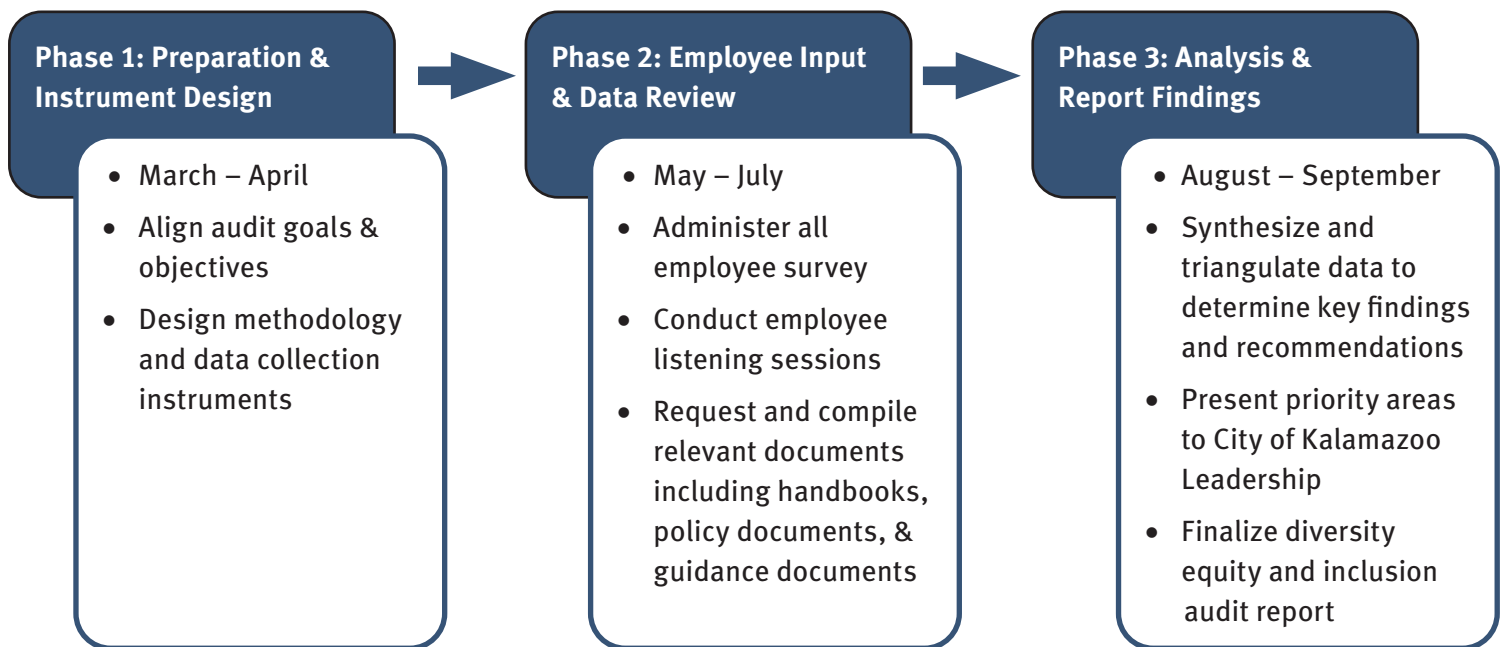 Phase 1: Preparation &
Instrument Design
• March – April
• Align audit goals &
objectives
• Design methodology
and data collection
instruments
Phase 2: Employee Input
& Data Review
• May – July
• Administer all
employee survey
• Conduct employee
listening sessions
• Request and compile
relevant documents
including handbooks,
policy documents, &
guidance documents
Phase 3: Analysis &
Report Findings
• August – September
• Synthesize and
triangulate data to
determine key findings
and recommendations
• Present priority areas
to City of Kalamazoo
Leadership
• Finalize diversity
equity and inclusion
audit report